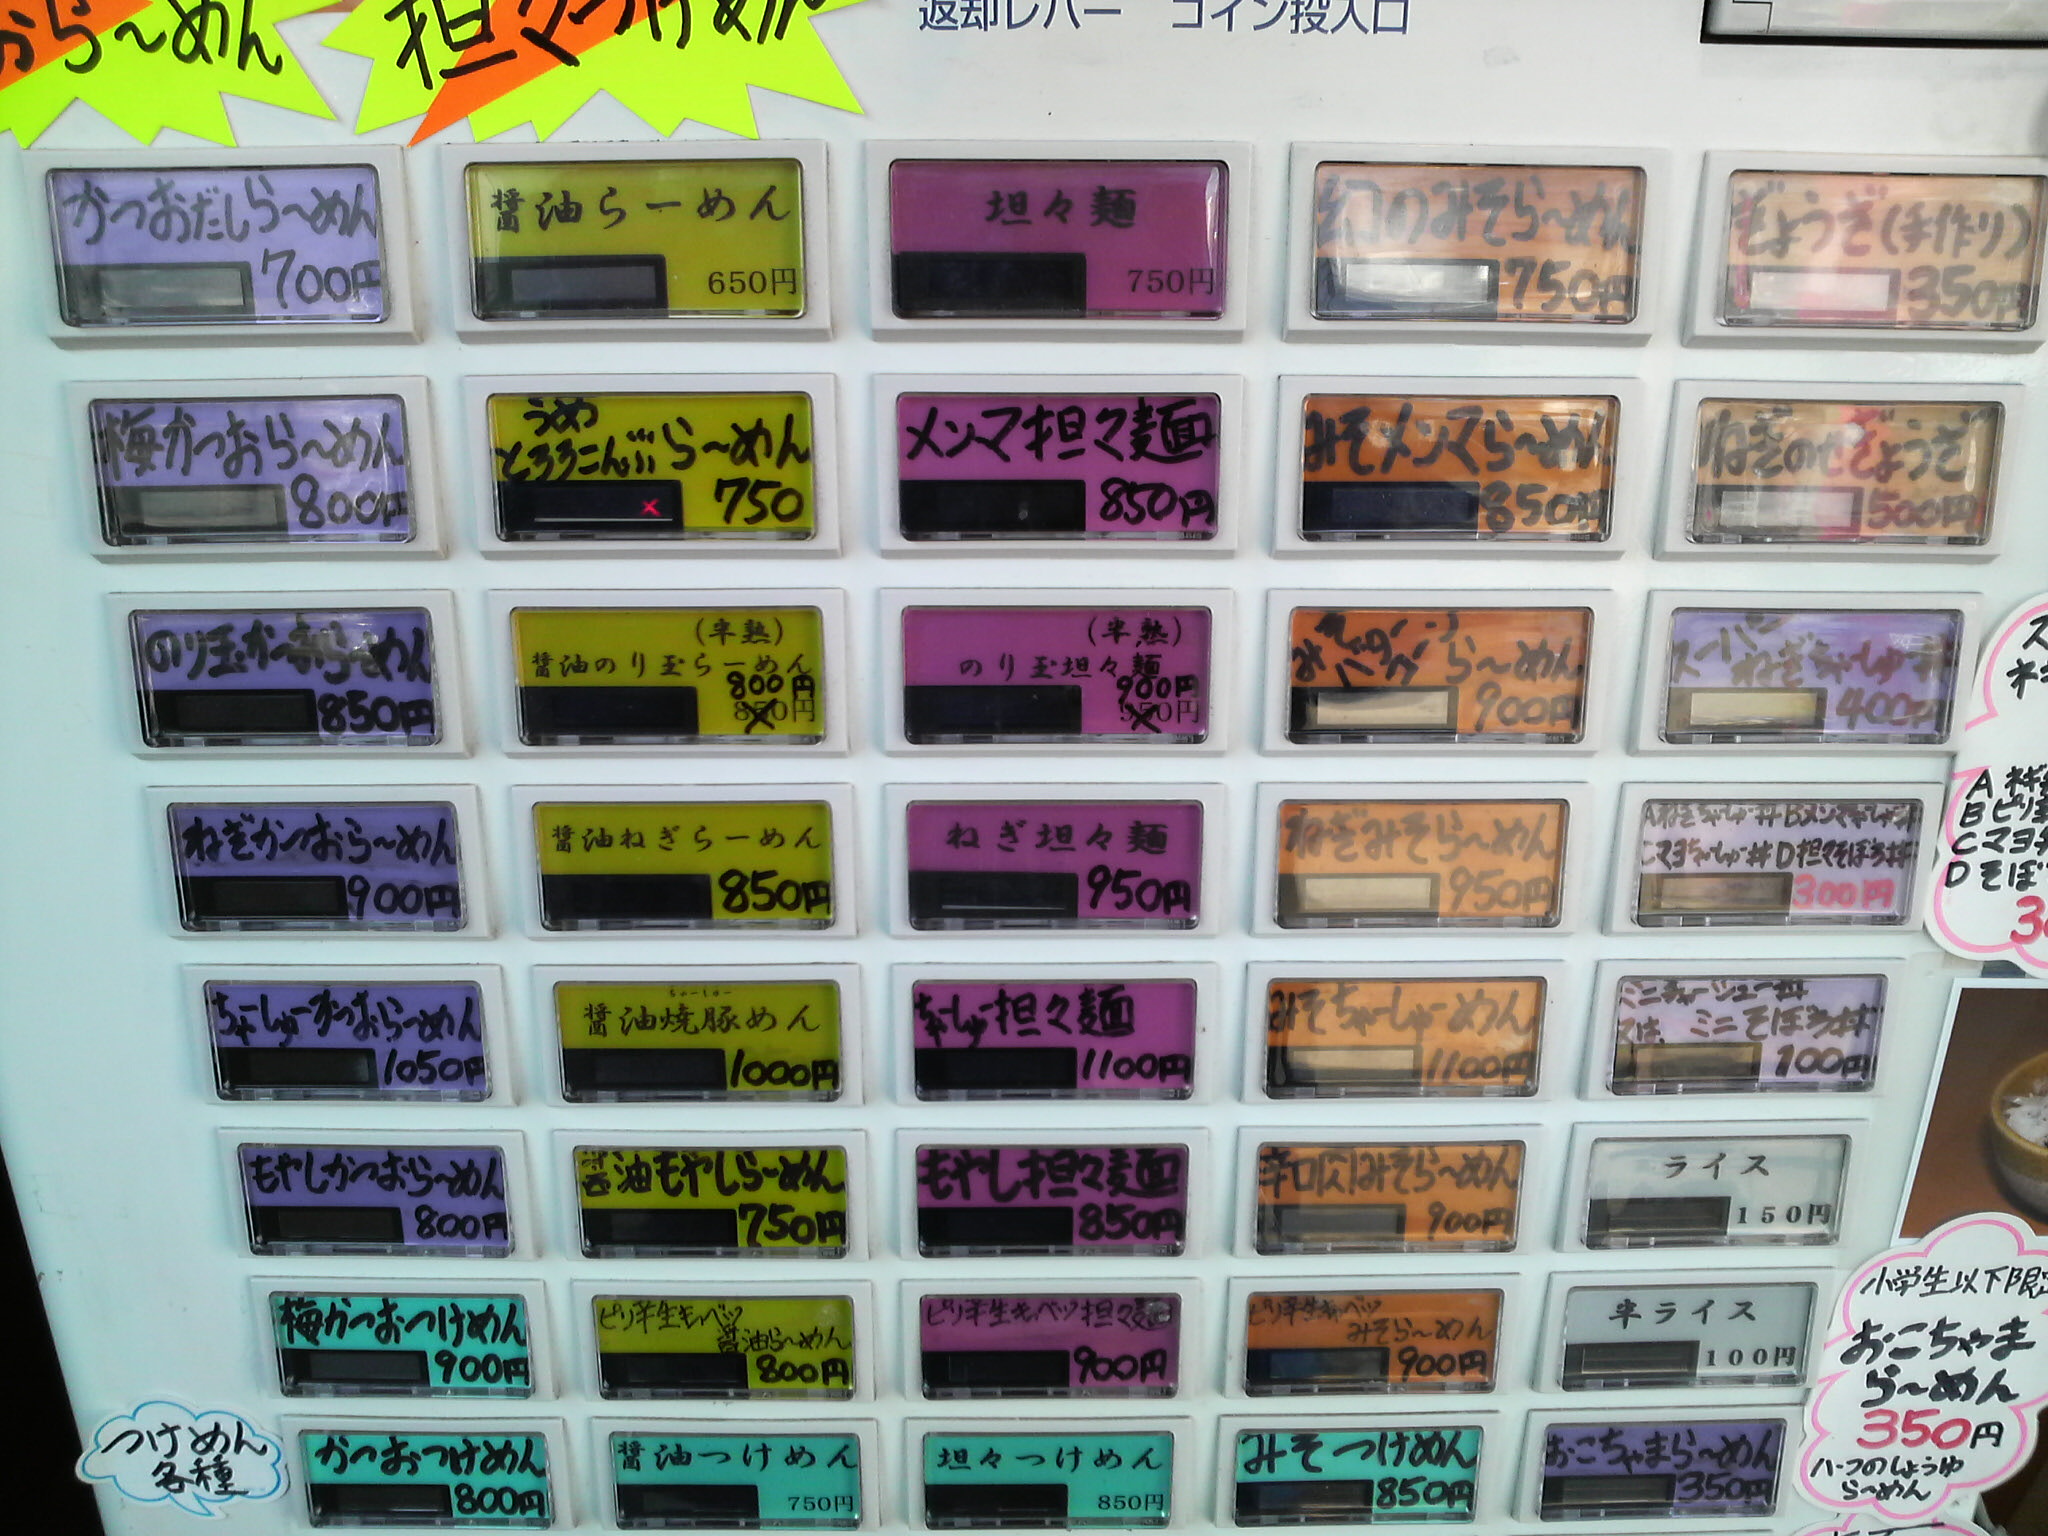 おら〜めん
担々つけめん
返却レバー コイン投入口
かつおだしら〜めん
700円
醤油らーめん
650円
坦々麺
750円
幻のみそら〜めん
750円
ぎょうざ(手作り)
350円
梅かつおら〜めん
800円
うめ
とろろこんぶら〜めん
750
メンマ担々麺
850円
みそメンマら〜めん
850円
ねぎのせぎょうざ
500円
のり玉かつおら〜めん
850円
(半熟)
醤油のり玉らーめん
800円
850円
(半熟)
のり玉坦々麺
900円
950円
ら〜めん
900円
スーパー
ねぎちゃーしゅー
400円
ねぎかつおら〜めん
900円
醤油ねぎらーめん
850円
ねぎ坦々麺
950円
ねぎみそら〜めん
950円
Aねぎちゃーしゅー丼 B
Cマヨちゃーしゅー丼 D担々そぼろ丼
300円
A ネギ
B ピリ辛
C マヨ
D そぼ
ちゃーしゅーかつおら〜めん
1050円
ちゃーしゅー
醤油焼豚めん
1000円
ちゃーしゅー担々麺
1100円
みそちゃーしゅーめん
1100円
ミニチャーシュー丼
又は、ミニそぼろ丼
100円
もやしかつおら〜めん
800円
醤油もやしら〜めん
750円
もやし担々麺
850円
辛口みそら〜めん
900円
ライス
150円
梅かつおつけめん
900円
ピリ辛生キャベツ
醤油ら〜めん
800円
ピリ辛生キャベツ担々麺
900円
ピリ辛生キャベツ
みそら〜めん
900円
半ライス
100円
小学生以下限定
おこちゃま
ら〜めん
350円
ハーフのしょうゆ
ら〜めん
つけめん
各種
かつおつけめん
800円
醤油つけめん
750円
坦々つけめん
850円
みそつけめん
850円
おこちゃまら〜めん
350円